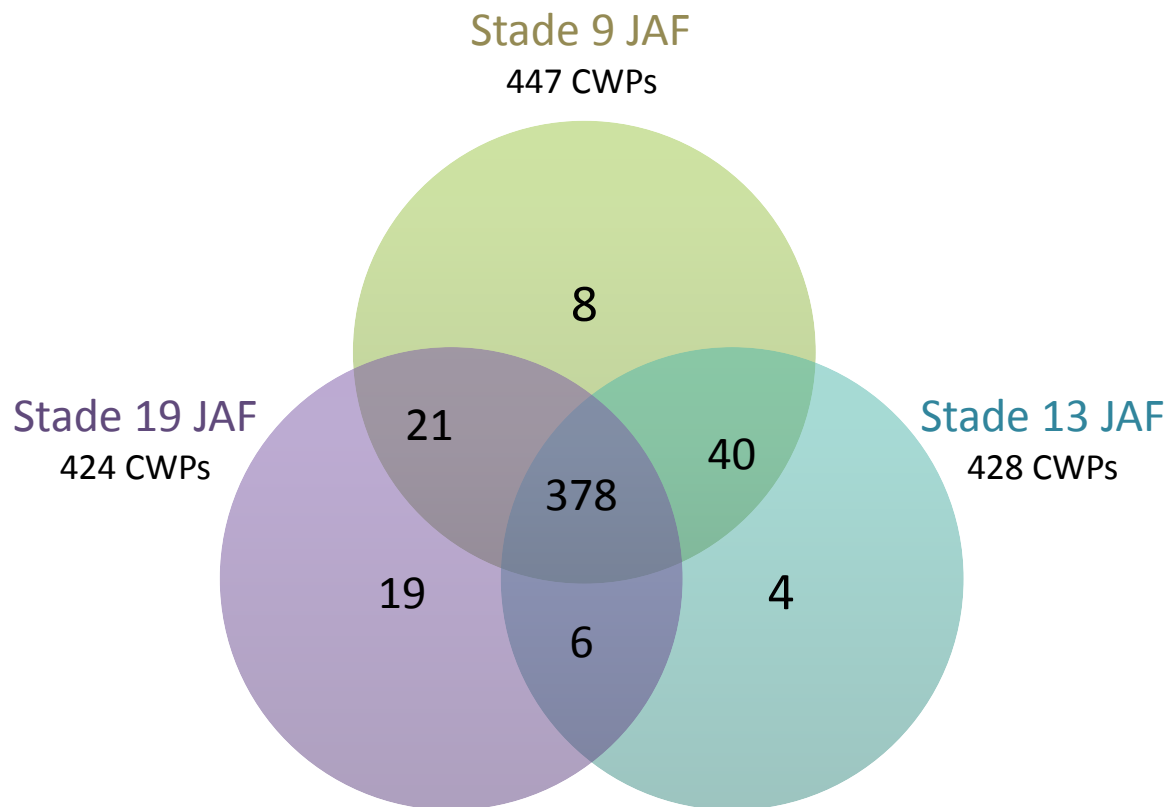 Stade 9 JAF
447 CWPs
8
Stade 19 JAF
424 CWPs
21
40
Stade 13 JAF
428 CWPs
378
19
4
6